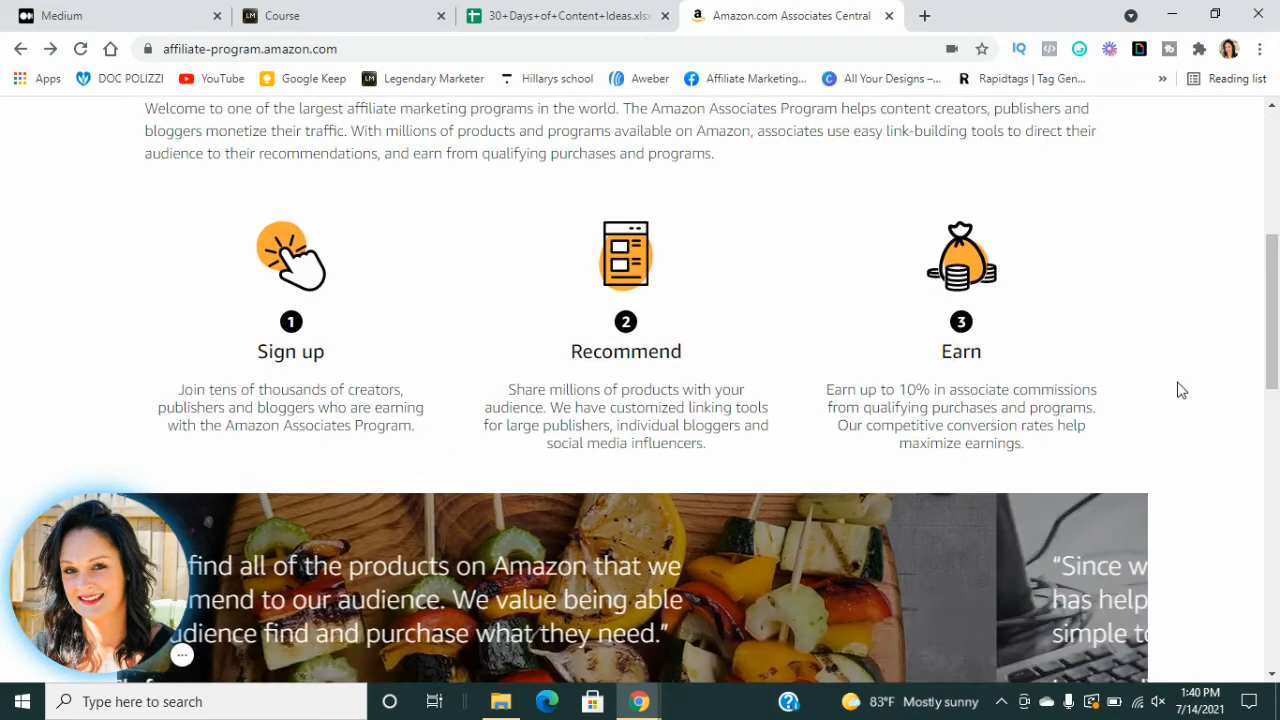 Medium
Course
30+Days+of+Content+Ideas.xls
Amazon.com Associates Central
affiliate-program.amazon.com
Apps
DOC POLIZZI
YouTube
Google Keep
LM
Legendary Marketer
Hillarys school
Aweber
Affiliate Marketing...
All Your Designs –...
Rapidtags | Tag Gen...
»
Reading list
Welcome to one of the largest affiliate marketing programs in the world. The Amazon Associates Program helps content creators, publishers and
bloggers monetize their traffic. With millions of products and programs available on Amazon, associates use easy link-building tools to direct their
audience to their recommendations, and earn from qualifying purchases and programs.
1
Sign up
Join tens of thousands of creators,
publishers and bloggers who are earning
with the Amazon Associates Program.
2
Recommend
Share millions of products with your
audience. We have customized linking tools
for large publishers, individual bloggers and
social media influencers.
3
Earn
Earn up to 10% in associate commissions
from qualifying purchases and programs.
Our competitive conversion rates help
maximize earnings.
find all of the products on Amazon that we
mend to our audience. We value being able
udience find and purchase what they need.”
“Since w
has help
simple t
Type here to search
83°F Mostly sunny
1:40 PM
7/14/2021